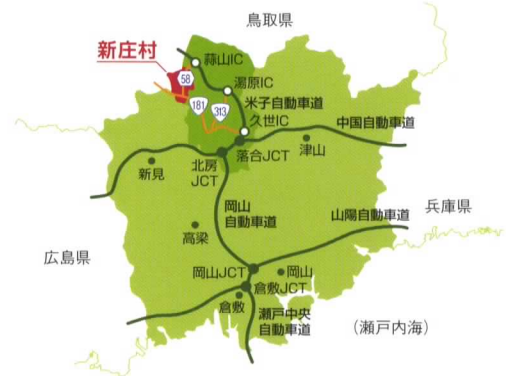 鳥取県
新庄村
蒜山IC
58
湯原IC
181
313
米子自動車道
久世IC
中国自動車道
落合JCT
津山
新見
北房
JCT
岡山
自動車道
山陽自動車道
兵庫県
高梁
広島県
岡山JCT
岡山
倉敷JCT
倉敷
瀬戸中央
自動車道
(瀬戸内海)